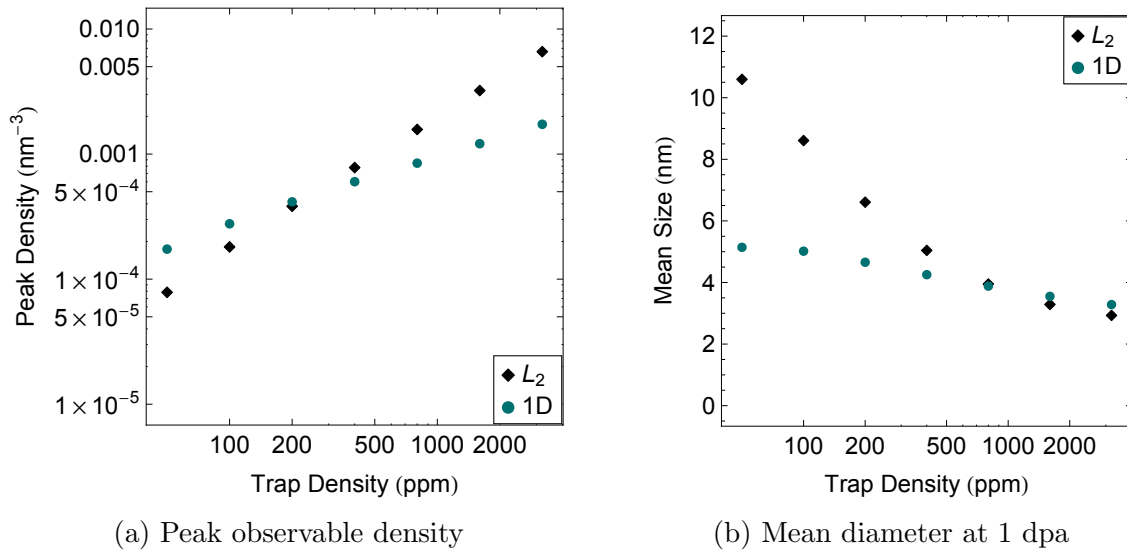 0.010
0.005
0.001
5 × 10⁻⁴
1 × 10⁻⁴
5 × 10⁻⁵
1 × 10⁻⁵
Peak Density (nm⁻³)
100 200 500 1000 2000
Trap Density (ppm)
L₂
1D
(a) Peak observable density
12
10
8
6
4
2
0
Mean Size (nm)
100 200 500 1000 2000
Trap Density (ppm)
L₂
1D
(b) Mean diameter at 1 dpa